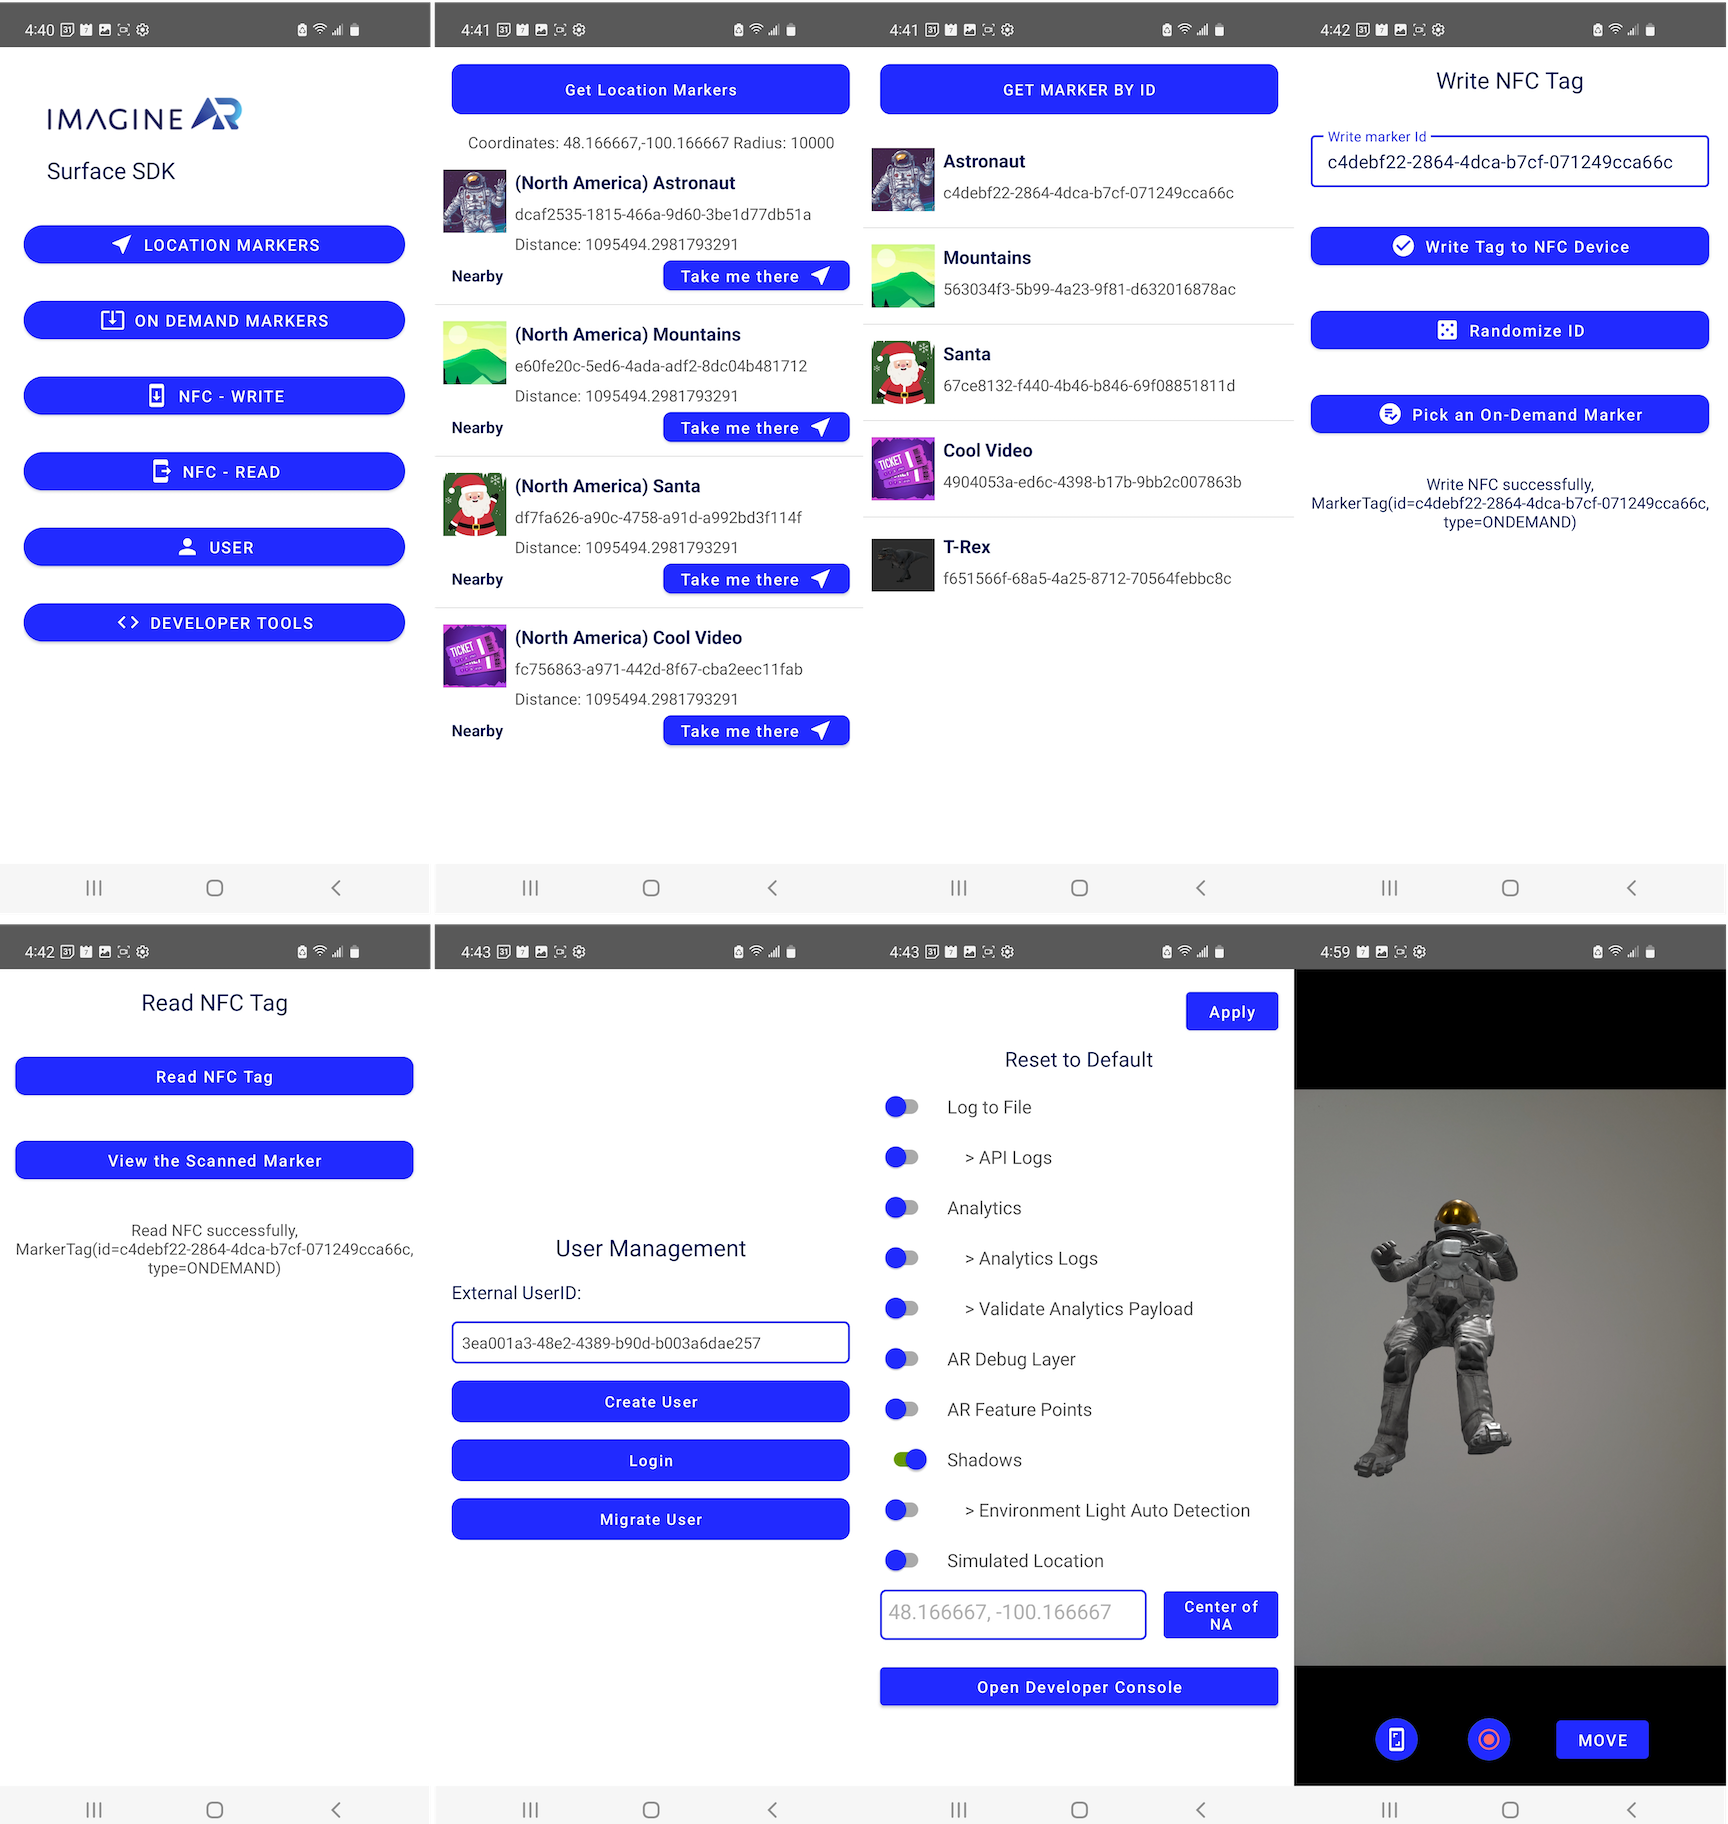 4:40
IMAGINE AR
Surface SDK
LOCATION MARKERS
ON DEMAND MARKERS
NFC - WRITE
NFC - READ
USER
DEVELOPER TOOLS
4:41
Get Location Markers
Coordinates: 48.166667,-100.166667 Radius: 10000
(North America) Astronaut
dcaf2535-1815-466a-9d60-3be1d77db51a
Distance: 1095494.2981793291
Nearby
Take me there
(North America) Mountains
e60fe20c-5ed6-4ada-adf2-8dc04b481712
Distance: 1095494.2981793291
Nearby
Take me there
(North America) Santa
df7fa626-a90c-4758-a91d-a992bd3f114f
Distance: 1095494.2981793291
Nearby
Take me there
TICKET
(North America) Cool Video
fc756863-a971-442d-8f67-cba2eec11fab
Distance: 1095494.2981793291
Nearby
Take me there
4:41
GET MARKER BY ID
Astronaut
c4debf22-2864-4dca-b7cf-071249cca66c
Mountains
563034f3-5b99-4a23-9f81-d632016878ac
Santa
67ce8132-f440-4b46-b846-69f08851811d
TICKET
Cool Video
4904053a-ed6c-4398-b17b-9bb2c007863b
T-Rex
f651566f-68a5-4a25-8712-70564febbc8c
4:42
Write NFC Tag
Write marker Id
c4debf22-2864-4dca-b7cf-071249cca66c
Write Tag to NFC Device
Randomize ID
Pick an On-Demand Marker
Write NFC successfully,
MarkerTag(id=c4debf22-2864-4dca-b7cf-071249cca66c,
type=ONDEMAND)
4:42
Read NFC Tag
Read NFC Tag
View the Scanned Marker
Read NFC successfully,
MarkerTag(id=c4debf22-2864-4dca-b7cf-071249cca66c,
type=ONDEMAND)
4:43
User Management
External UserID:
3ea001a3-48e2-4389-b90d-b003a6dae257
Create User
Login
Migrate User
4:43
Apply
Reset to Default
Log to File
> API Logs
Analytics
> Analytics Logs
> Validate Analytics Payload
AR Debug Layer
AR Feature Points
Shadows
> Environment Light Auto Detection
Simulated Location
48.166667, -100.166667
Center of
NA
Open Developer Console
4:59
MOVE